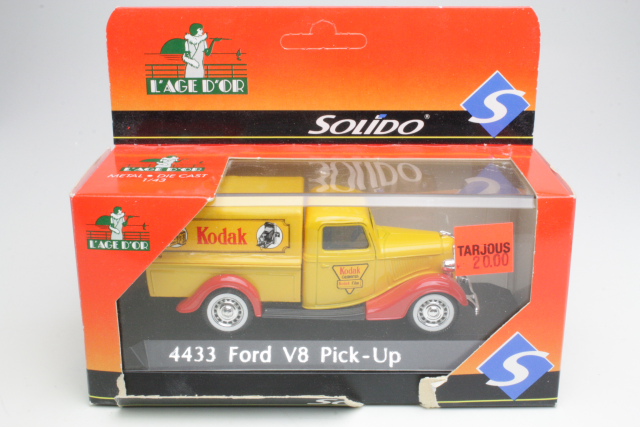 L'AGE D'OR
SOLIDO®
S
L'AGE D'OR
METAL • DIE CAST
1/43
L'AGE D'OR
Kodak
Kodak
TARJOUS
20.00
4433 Ford V8 Pick-Up
S